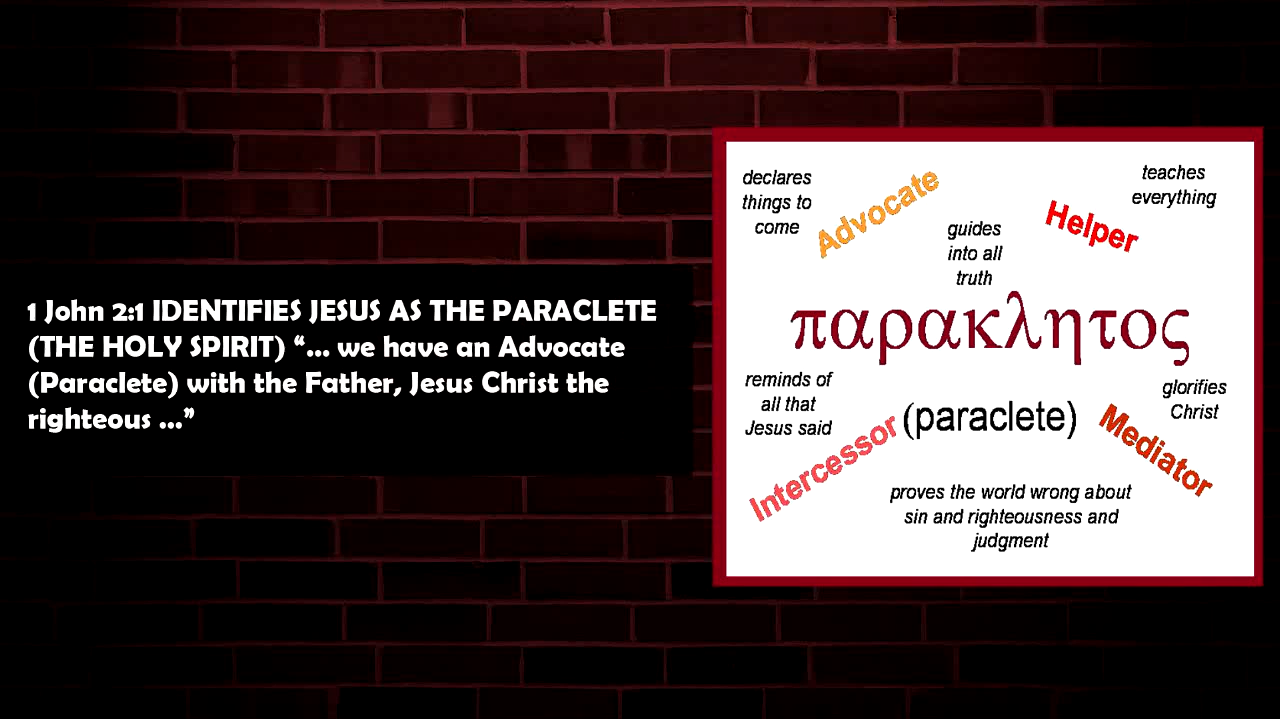 1 John 2:1 IDENTIFIES JESUS AS THE PARACLETE
(THE HOLY SPIRIT) “... we have an Advocate
(Paraclete) with the Father, Jesus Christ the
righteous ...”
declares
things to
come
Advocate
guides
into all
truth
Helper
teaches
everything
παρακλητος
(paraclete)
reminds of
all that
Jesus said
Intercessor
Mediator
glorifies
Christ
proves the world wrong about
sin and righteousness and
judgment